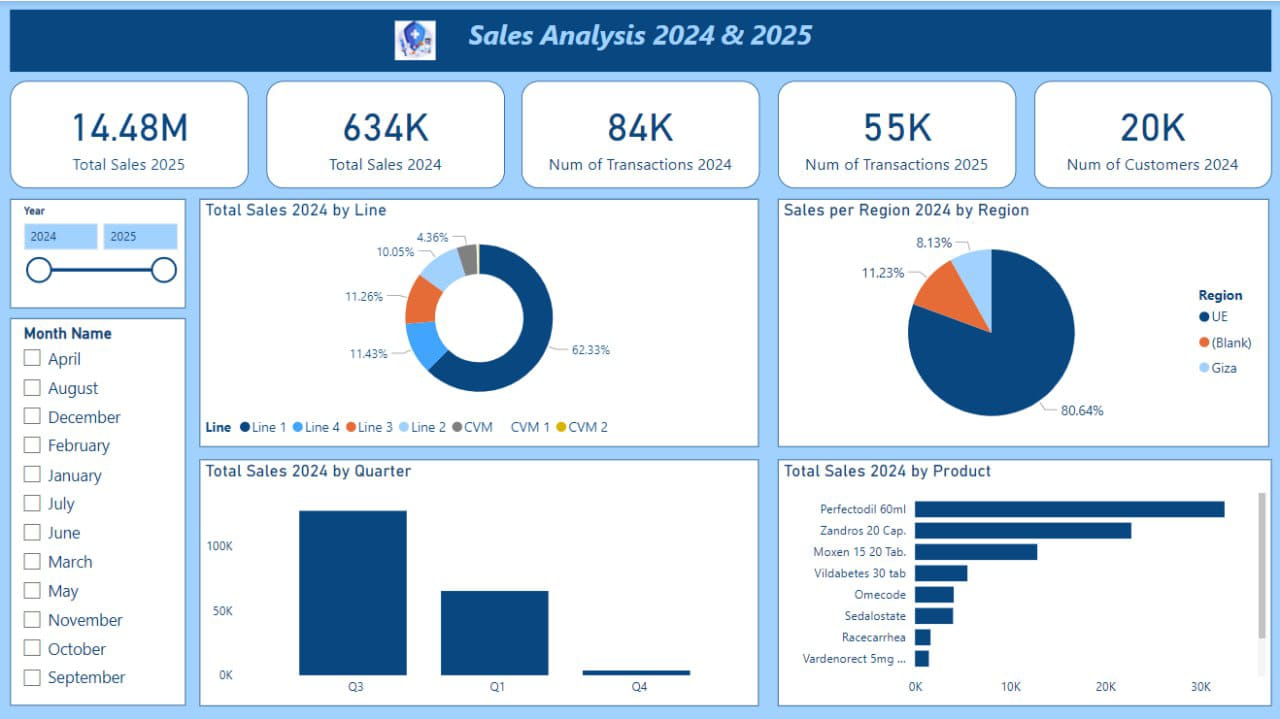 Sales Analysis 2024 & 2025
14.48M
Total Sales 2025
634K
Total Sales 2024
84K
Num of Transactions 2024
55K
Num of Transactions 2025
20K
Num of Customers 2024
Year
2024 2025
Month Name
April
August
December
February
January
July
June
March
May
November
October
September
Total Sales 2024 by Line
4.36%
10.05%
11.26%
11.43%
62.33%
Line Line 1 Line 4 Line 3 Line 2 CVM CVM 1 CVM 2
Sales per Region 2024 by Region
8.13%
11.23%
80.64%
Region
UE
(Blank)
Giza
Total Sales 2024 by Quarter
100K
50K
0K
Q3 Q1 Q4
Total Sales 2024 by Product
Perfectodil 60ml
Zandros 20 Cap.
Moxen 15 20 Tab.
Vildabetes 30 tab
Omecode
Sedalostate
Racecarrhea
Vardenorect 5mg ...
0K 10K 20K 30K